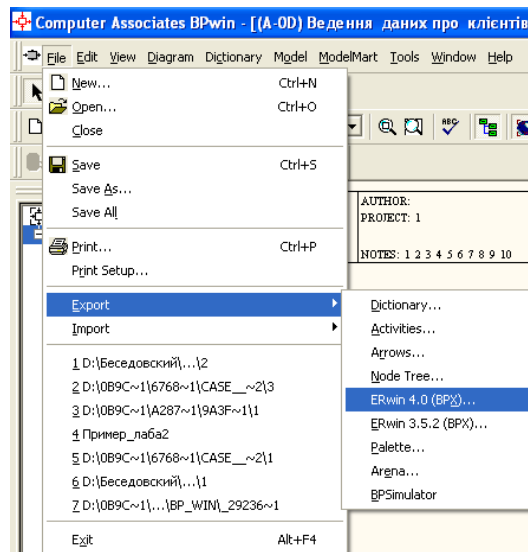 Computer Associates BPwin - [(A-0D) Ведення даних про клієнтів
File Edit View Diagram Dictionary Model ModelMart Tools Window Help
New... Ctrl+N
Open... Ctrl+O
Close
Save Ctrl+S
Save As...
Save All
Print... Ctrl+P
Print Setup...
Export
Import
1 D:\Беседовский\...\2
2 D:\0B9C~1\6768~1\CASE__~2\3
3 D:\0B9C~1\A287~1\9A3F~1\1
4 Пример_лаба2
5 D:\0B9C~1\6768~1\CASE__~2\1
6 D:\Беседовский\...\1
7 D:\0B9C~1\...\BP_WIN\_29236~1
Exit Alt+F4
ABC
AUTHOR:
PROJECT: 1
NOTES: 1 2 3 4 5 6 7 8 9 10
Dictionary...
Activities...
Arrows...
Node Tree...
ERwin 4.0 (BPX)...
ERwin 3.5.2 (BPX)...
Palette...
Arena...
BPSimulator